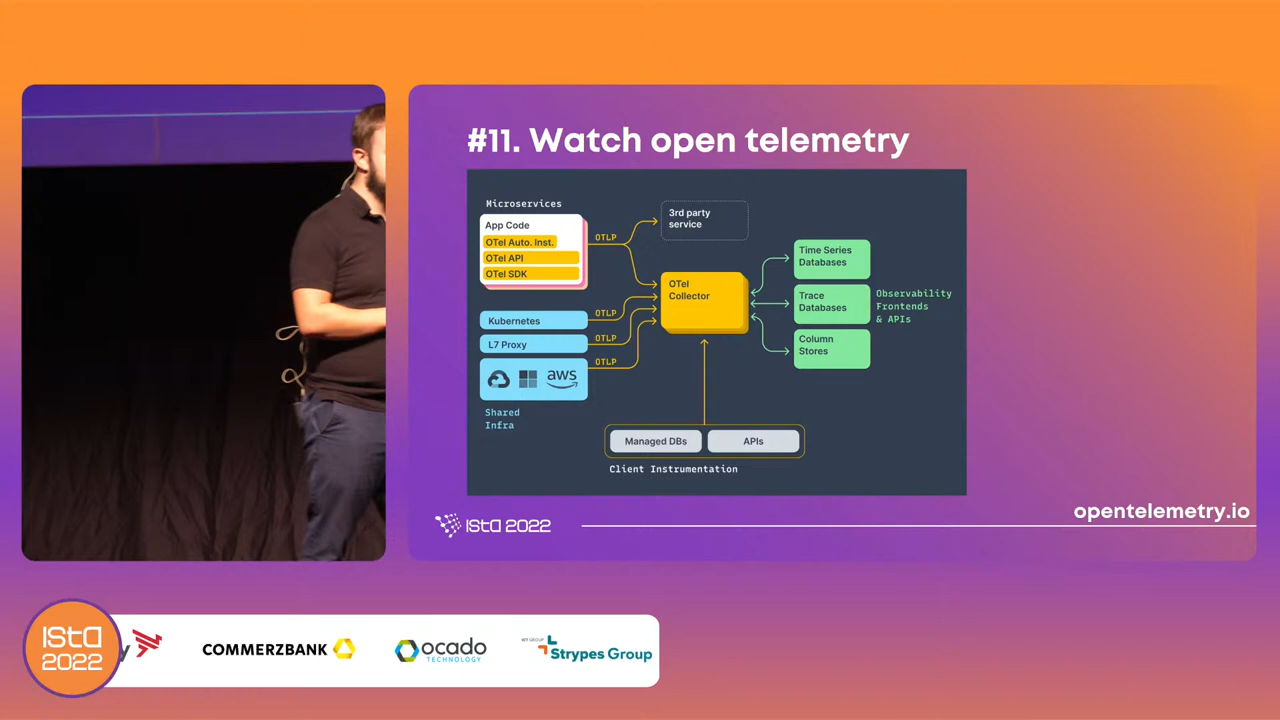 #11. Watch open telemetry
Microservices
App Code
OTel Auto. Inst.
OTel API
OTel SDK
OTLP
3rd party
service
OTel
Collector
Time Series
Databases
Trace
Databases
Column
Stores
Observability
Frontends
& APIs
Kubernetes
OTLP
L7 Proxy
OTLP
aws
Shared
Infra
Managed DBs
APIs
Client Instrumentation
opentelemetry.io
ISta 2022
ISta
2022
COMMERZBANK
ocado
TECHNOLOGY
Strypes Group